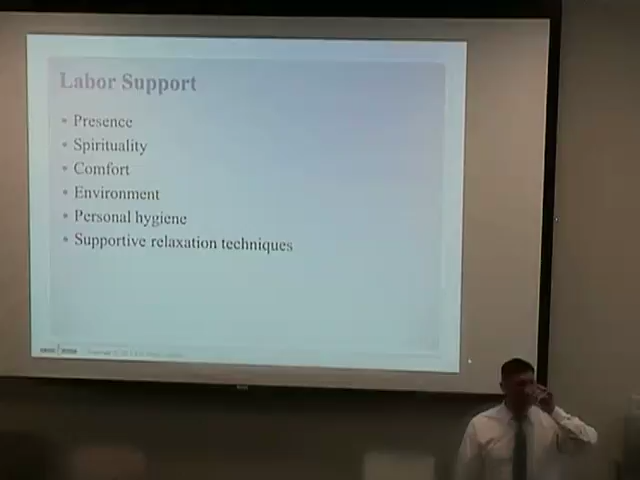 Labor Support
• Presence
• Spirituality
• Comfort
• Environment
• Personal hygiene
• Supportive relaxation techniques